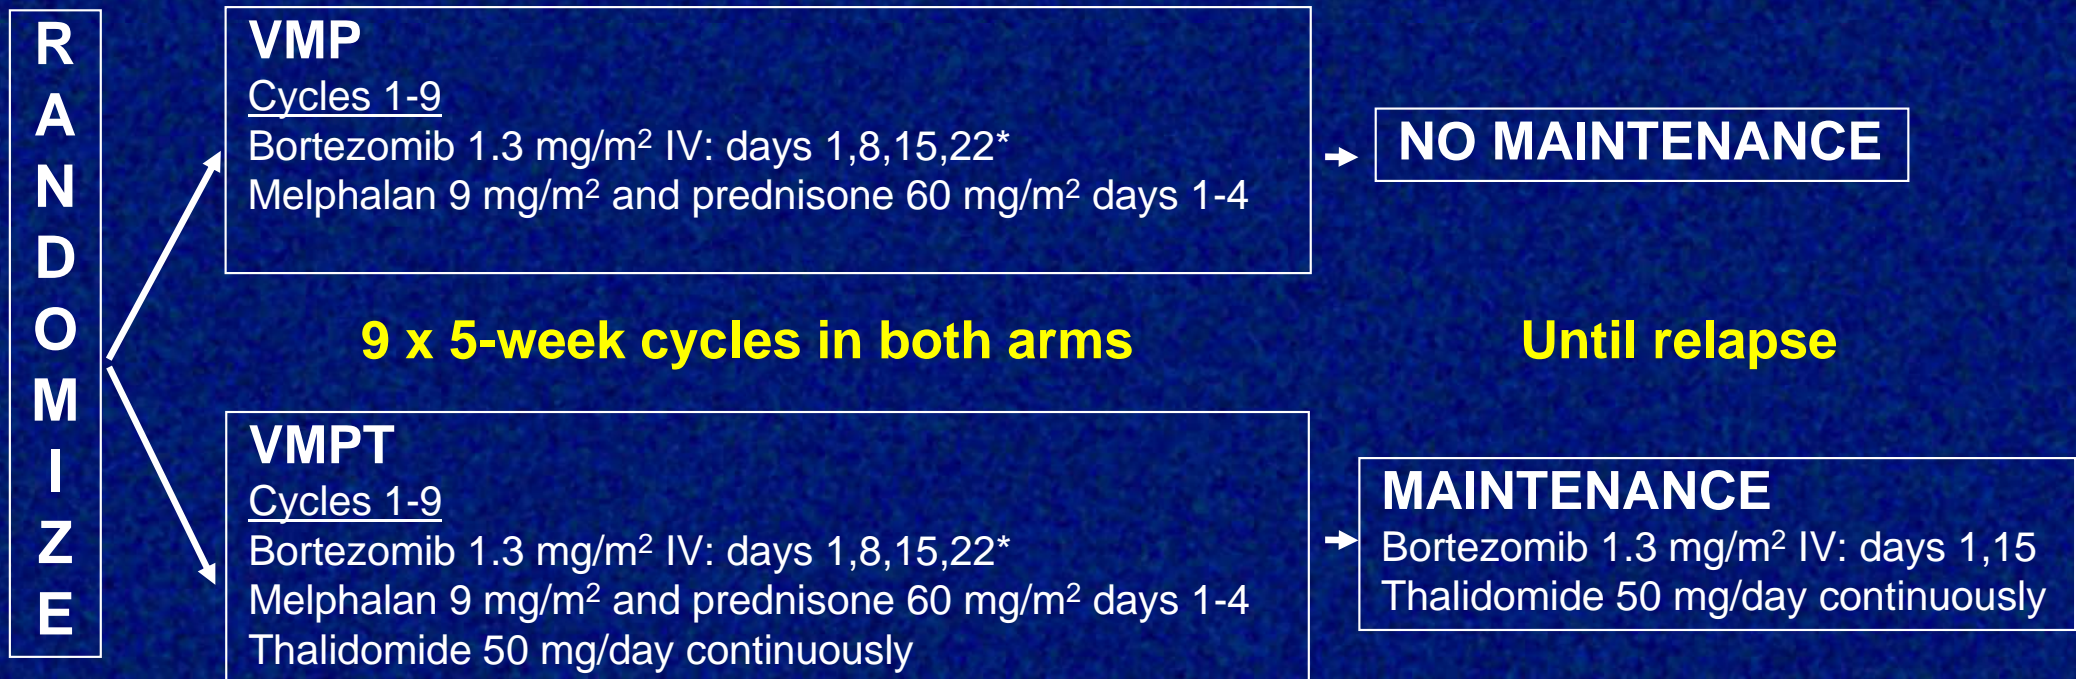 RANDOMIZE
VMP
Cycles 1-9
Bortezomib 1.3 mg/m² IV: days 1,8,15,22*
Melphalan 9 mg/m² and prednisone 60 mg/m² days 1-4
NO MAINTENANCE
9 x 5-week cycles in both arms
Until relapse
VMPT
Cycles 1-9
Bortezomib 1.3 mg/m² IV: days 1,8,15,22*
Melphalan 9 mg/m² and prednisone 60 mg/m² days 1-4
Thalidomide 50 mg/day continuously
MAINTENANCE
Bortezomib 1.3 mg/m² IV: days 1,15
Thalidomide 50 mg/day continuously